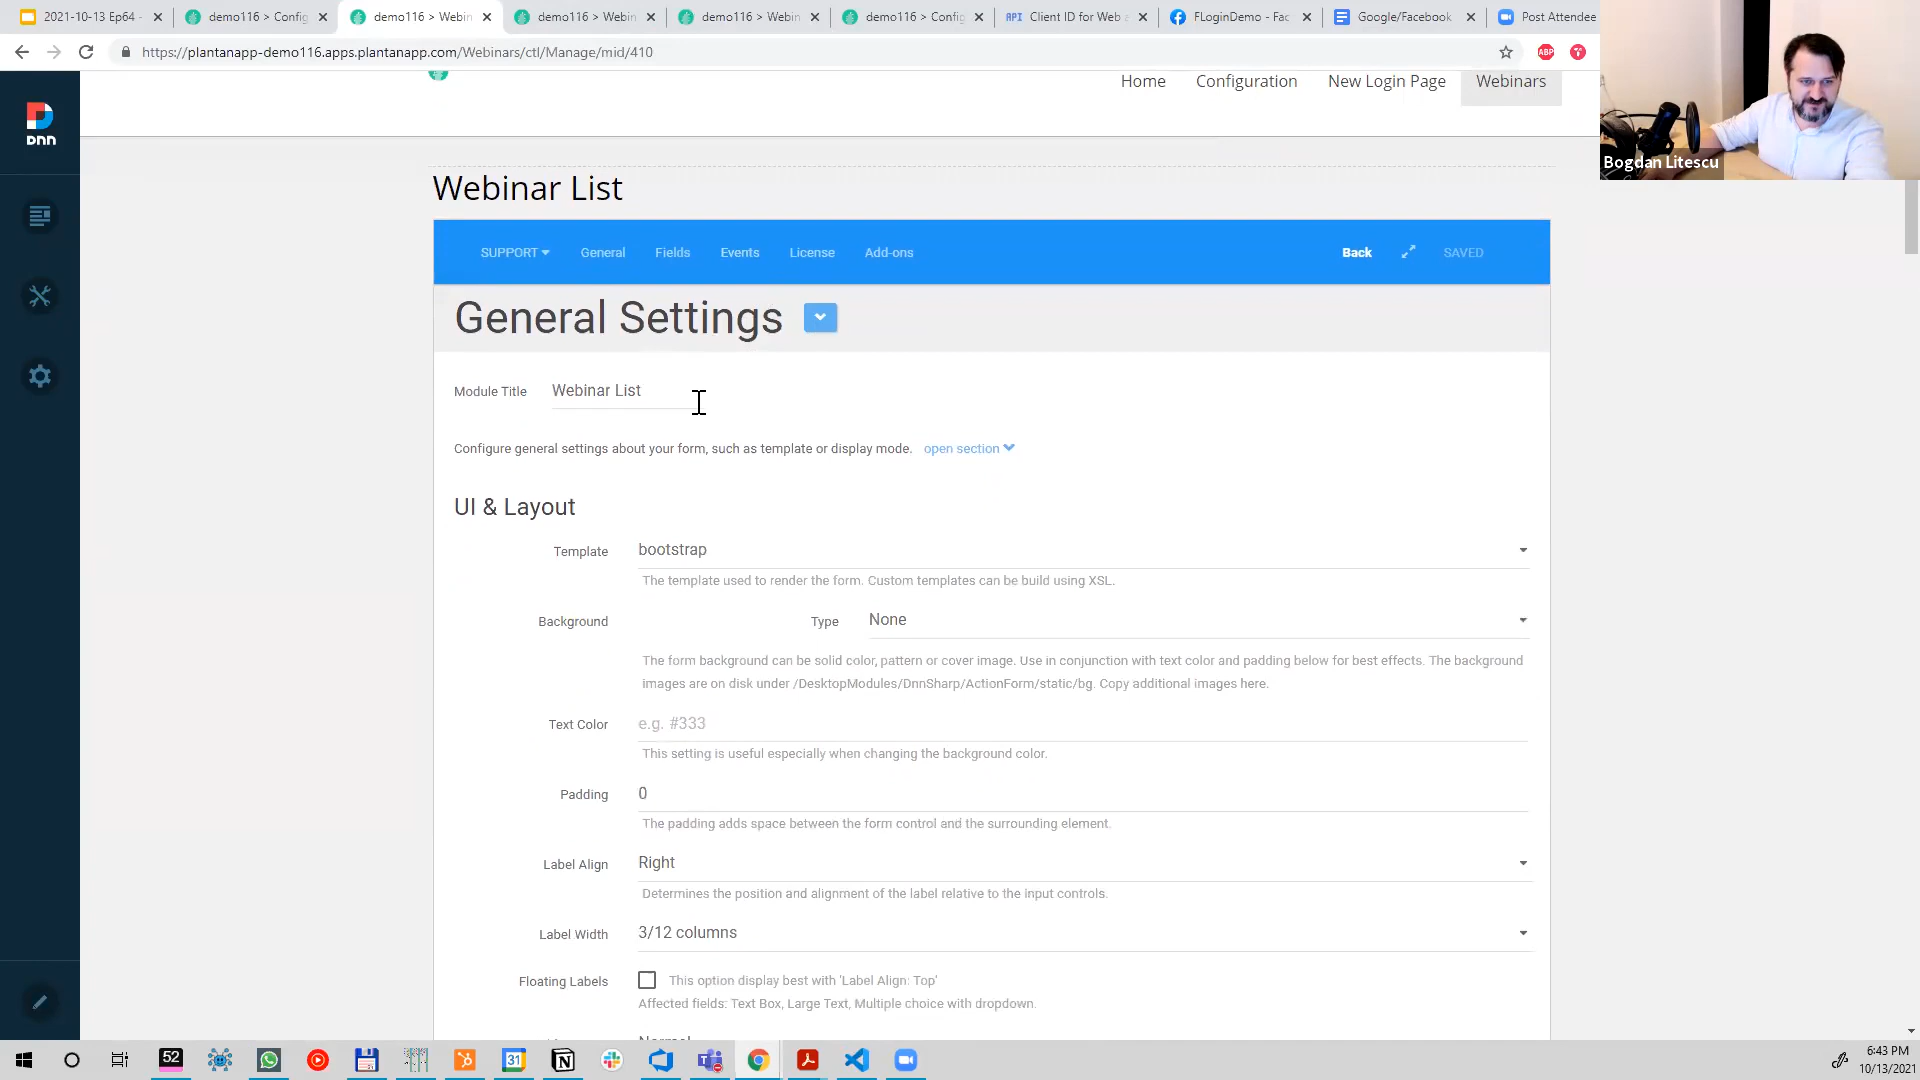 2021-10-13 Ep64 -
demo116 > Config
demo116 > Webin
demo116 > Webin
demo116 > Webin
demo116 > Config
API Client ID for Web a
FLoginDemo - Fac
Google/Facebook
Post Attendee
https://plantanapp-demo116.apps.plantanapp.com/Webinars/ctl/Manage/mid/410
ABP
Home
Configuration
New Login Page
Webinars
Bogdan Litescu
DNN
Webinar List
SUPPORT
General
Fields
Events
License
Add-ons
Back
SAVED
General Settings
Module Title
Webinar List
Configure general settings about your form, such as template or display mode. open section
UI & Layout
Template
bootstrap
The template used to render the form. Custom templates can be build using XSL.
Background
Type
None
The form background can be solid color, pattern or cover image. Use in conjunction with text color and padding below for best effects. The background
images are on disk under /DesktopModules/DnnSharp/ActionForm/static/bg. Copy additional images here.
Text Color
e.g. #333
This setting is useful especially when changing the background color.
Padding
0
The padding adds space between the form control and the surrounding element.
Label Align
Right
Determines the position and alignment of the label relative to the input controls.
Label Width
3/12 columns
Floating Labels
This option display best with 'Label Align: Top'
Affected fields: Text Box, Large Text, Multiple choice with dropdown.
52
31
6:43 PM
10/13/2021